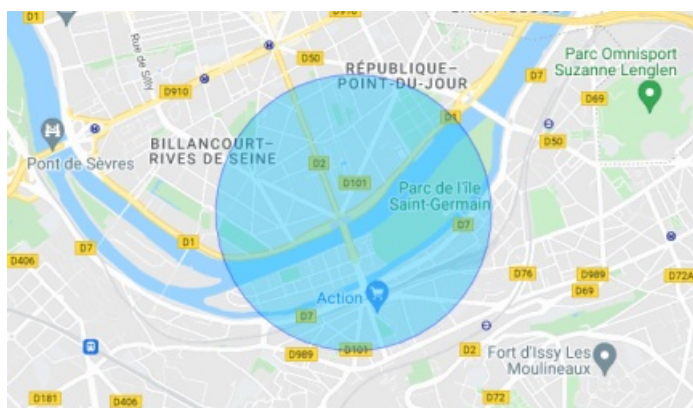 D1
D910
SAINT-CLOUD
Rue de Silly
D50
RÉPUBLIQUE–
POINT-DU-JOUR
D7
Parc Omnisport
Suzanne Lenglen
D910
D69
D1
D50
Pont de Sèvres
BILLANCOURT–
RIVES DE SEINE
D2
D101
Parc de l'île
Saint-Germain
D7
D7
D1
D406
D76
D989
D72A
D69
Action
D7
D989
D101
D2
Fort d'Issy Les
Moulineaux
D181
D406
D72